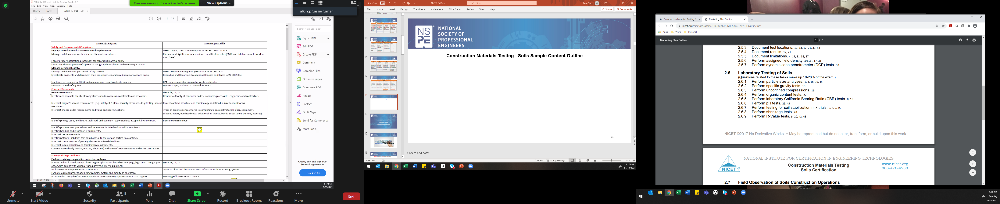 You are viewing Cassie Carter's screen
View Options
Talking: Cassie Carter
WBSL IV KSAs.pdf - Adobe Acrobat Reader DC
File Edit View Sign Window Help
Home Tools WBSL IV KSAs.pdf ×
1 / 4
Domain/Task/Step Knowledge & Skills
Safety and Environmental Compliance
Manage compliance with environmental requirements. OSHA training course requirements in 29 CFR 1910.132-138
Manage and document waste material disposal procedures. Purpose and significance of experience modification rates (EMR) and total recordable incident
ratio (TRIR).
Follow proper notification procedures for hazardous material spills.
Document the compliance of a project's design and installation with LEED requirements.
Manage personnel safety.
Manage and document personnel safety training. OSHA accident investigation procedures in 29 CFR 1904
Investigate accidents and document their consequences and any disciplinary actions taken. Recording and Reporting Occupational Injuries and Illness in 29 CFR 1904
Use forms as required by OSHA to document and report work-site injuries. EPA requirements for disposal of waste materials.
Maintain records of injuries. Nature, scope, and source material for LEED
Contract Documents
Generate contracts. NFPA 13, 14, 20
Identify and evaluate the client's objectives, needs, concerns, constraints, and resources. Relative authority of contracts, codes, standards, plans, AHJs, engineers, and contractors.
Interpret project's special requirements (e.g., safety, 3-D plans, security clearance, drug testing, special Project contract structure and terminology as defined in AIA standard forms.
work hours).
Interpret change order requirements and value engineering options. Types of expenses encountered in completing a project (materials labor, equipment,
subcontractors, overhead costs, additional insurance, bonds, subsistence, permits, licenses).
Identify pricing, costs, and fees established, and payment responsibilities assigned, by a contract. Insurance terminology
Identify procurement procedures and requirements in federal or military contracts.
Identify bonding and insurance requirements.
Interpret tax requirements.
Identify potential liabilities that could accrue to the various parties to a contract.
Interpret consequences of penalty clauses for missed deadlines.
Interpret indemnification and termination requirements.
Communicate clearly (verbal, written, electronic) with owner's representative and other contractors.
Survey Existing Conditions
Evaluate existing complex fire protection systems.
Review and evaluate drawings of existing complex water-based systems (e.g., high-piled storage, pre- NFPA 13, 14, 20
action, fire pumps with variable-speed drivers, high-rise buildings).
Evaluate system inspection and test reports. Types of plans and documents with information about existing systems.
Evaluate appropriateness of existing complex system and modify as necessary.
Estimate the strength of structural members in relation to fire protection system support Meaning of fire resistance ratings .
11.00 x 8.50 in
Search 'Replace Page'
Export PDF
Edit PDF
Create PDF
Comment
Combine Files
Organize Pages
Compress PDF
Redact
Protect
Fill & Sign
Send for Comments
More Tools
Create, edit and sign PDF
forms & agreements
Free 7-Day Trial
1:17 PM
1/19/2021
Unmute
Start Video
Security
Participants 8
Polls
Chat
Share Screen
Record
Breakout Rooms
Reactions
More
End
AutoSave Off
NICET CalGeo 1-...
Search
Sara Clark
File Home Insert Design Transitions Animations Slide Show Review View Help
Share Comments
9
10
11
12
13
14
15
16
NS
PE
NATIONAL
SOCIETY OF
PROFESSIONAL
ENGINEERS
Construction Materials Testing - Soils Sample Content Outline
13
Click to add notes
Slide 13 of 55
Notes Display Settings 92%
1:17 PM
01/19/2021
Construction Materials Testing S × Marketing Plan Outline × +
nicet.org/nicetorg/assets/File/public/CMT-Soils_Level_II_Outline.pdf
Apps Work Personal
Marketing Plan Outline 1 / 2
2.5.3 Document test locations. 12, 13, 17, 21, 33, 53
2.5.4 Document results. 12, 21
2.5.5 Document limitations. 4, 12, 31, 33, 37
2.5.6 Perform assigned field density tests. 17, 31
2.5.7 Perform dynamic cone penetrometer (DCP) tests. 33
2.6 Laboratory Testing of Soils
(Questions related to these tasks make up 10-20% of the exam.)
2.6.1 Perform particle size analyses. 1, 4, 18, 36, 45
2.6.2 Perform specific gravity tests. 10
2.6.3 Perform unconfined compressions. 16
2.6.4 Perform organic content tests. 22
2.6.5 Perform laboratory California Bearing Ratio (CBR) tests. 8, 15
2.6.6 Perform pH tests. 29, 45
2.6.7 Perform testing for soil stabilization mix trials. 5, 6, 9, 45
2.6.8 Perform shrinkage tests. 28
2.6.9 Perform R-Value tests. 5, 20, 42, 48
NICET ©2017 No Derivative Works. = May be reproduced but do not alter, transform, or build upon this work.
NICET
NATIONAL INSTITUTE FOR CERTIFICATION IN ENGINEERING TECHNOLOGIES
Construction Materials Testing
Soils Certification
www.nicet.org
888-476-4238
2.7 Field Observation of Soils Construction Operations
1:17 PM
Tuesday
01/19/2021